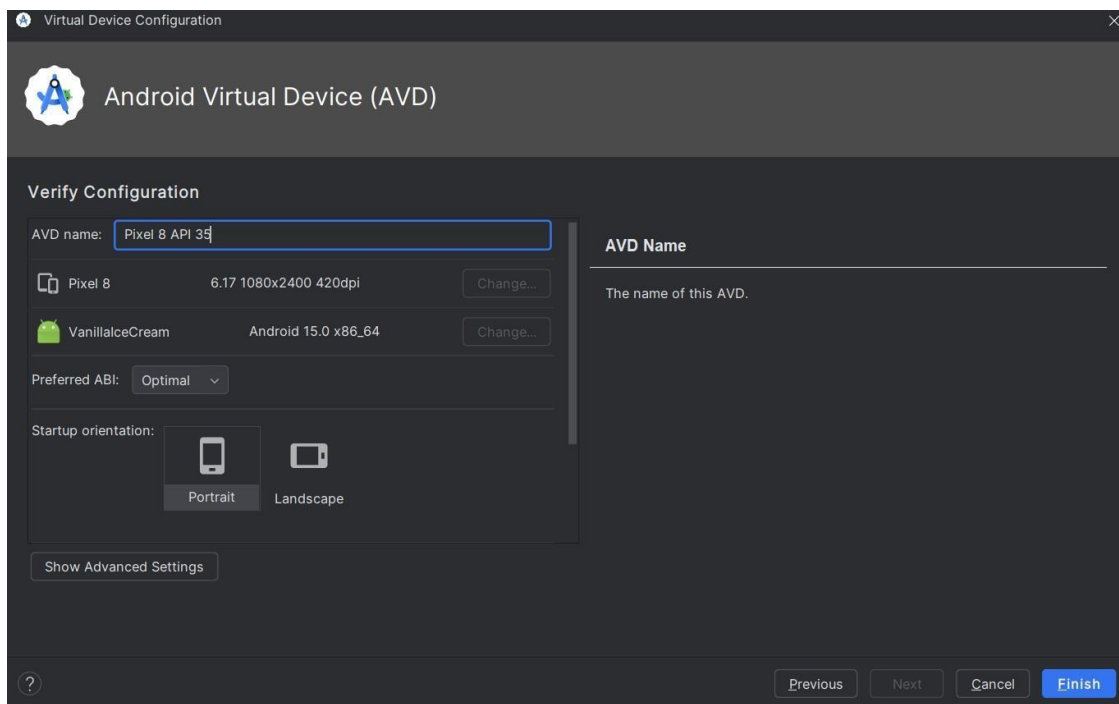 Virtual Device Configuration
Android Virtual Device (AVD)
Verify Configuration
AVD name: Pixel 8 API 35
Pixel 8 6.17 1080x2400 420dpi Change...
VanillaIceCream Android 15.0 x86_64 Change...
Preferred ABI: Optimal
Startup orientation:
Portrait Landscape
Show Advanced Settings
AVD Name
The name of this AVD.
? Previous Next Cancel Finish